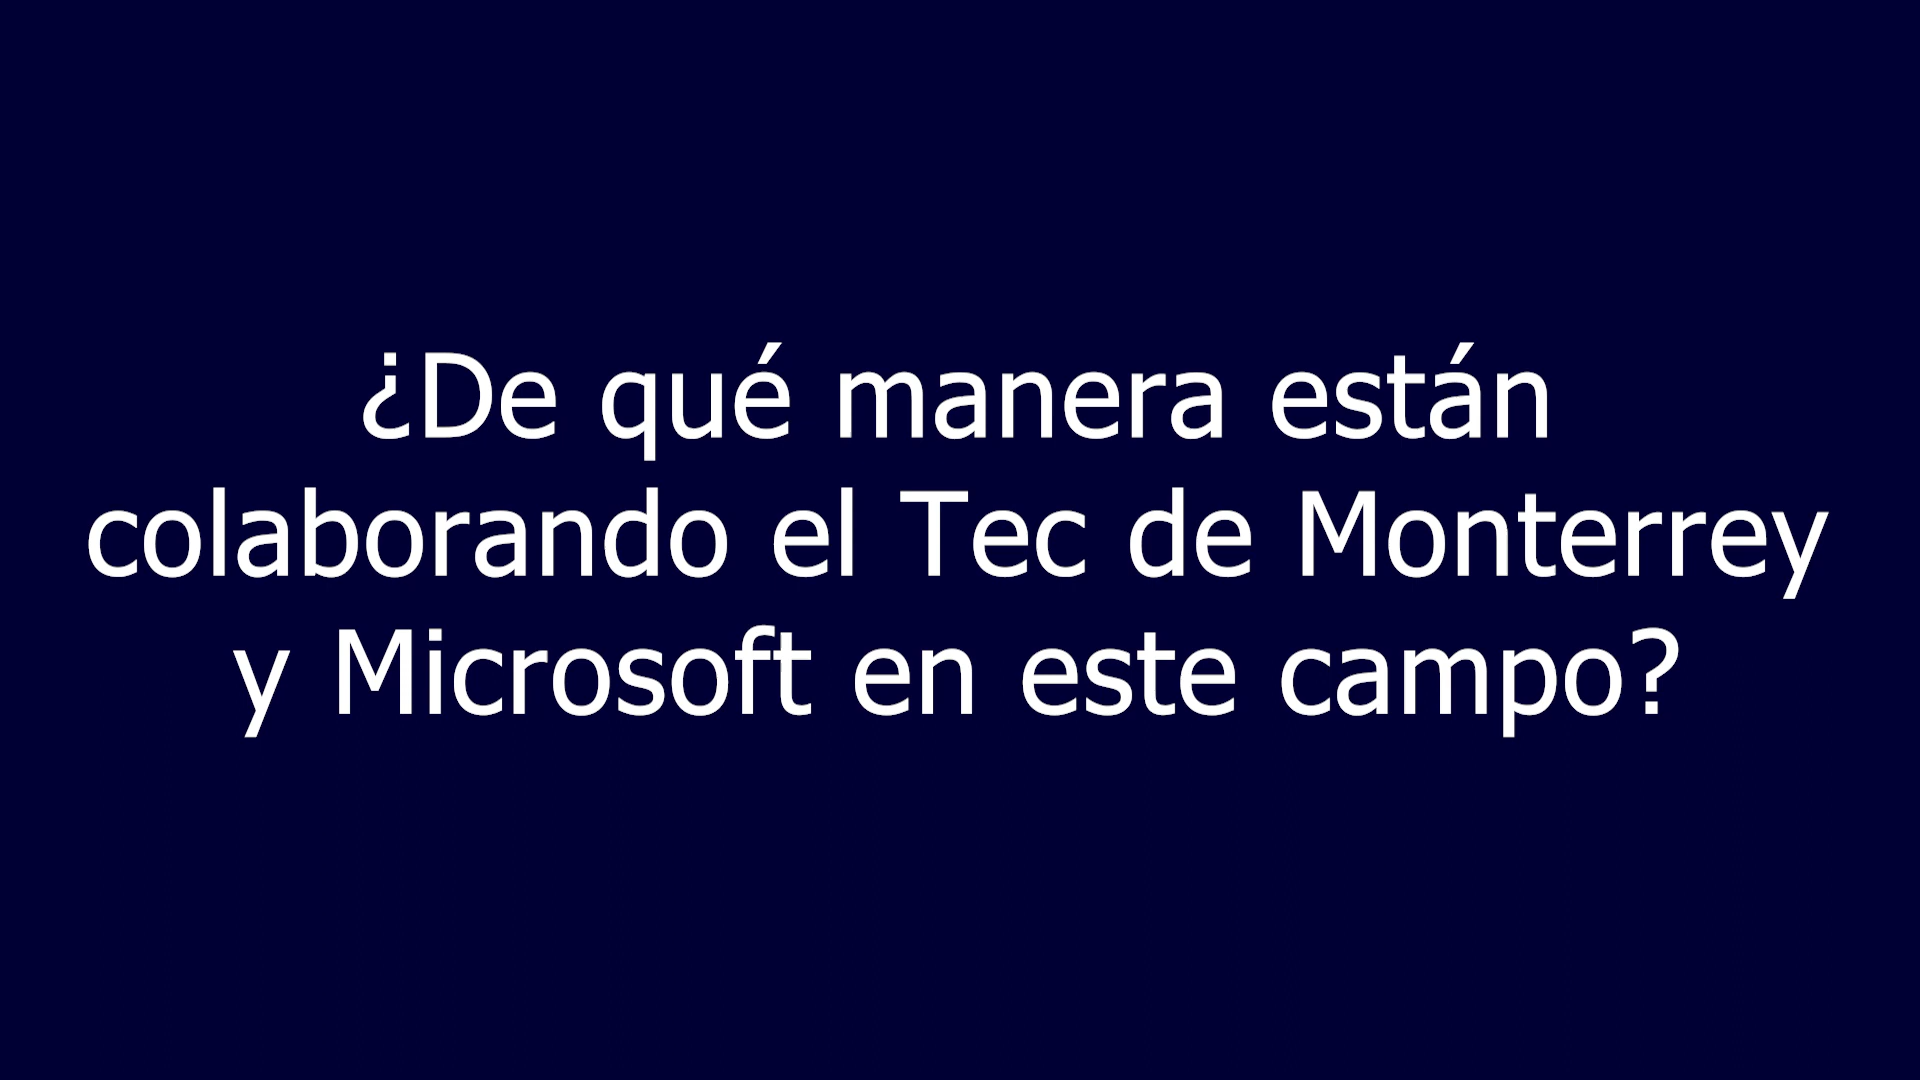 ¿De qué manera están
colaborando el Tec de Monterrey
y Microsoft en este campo?